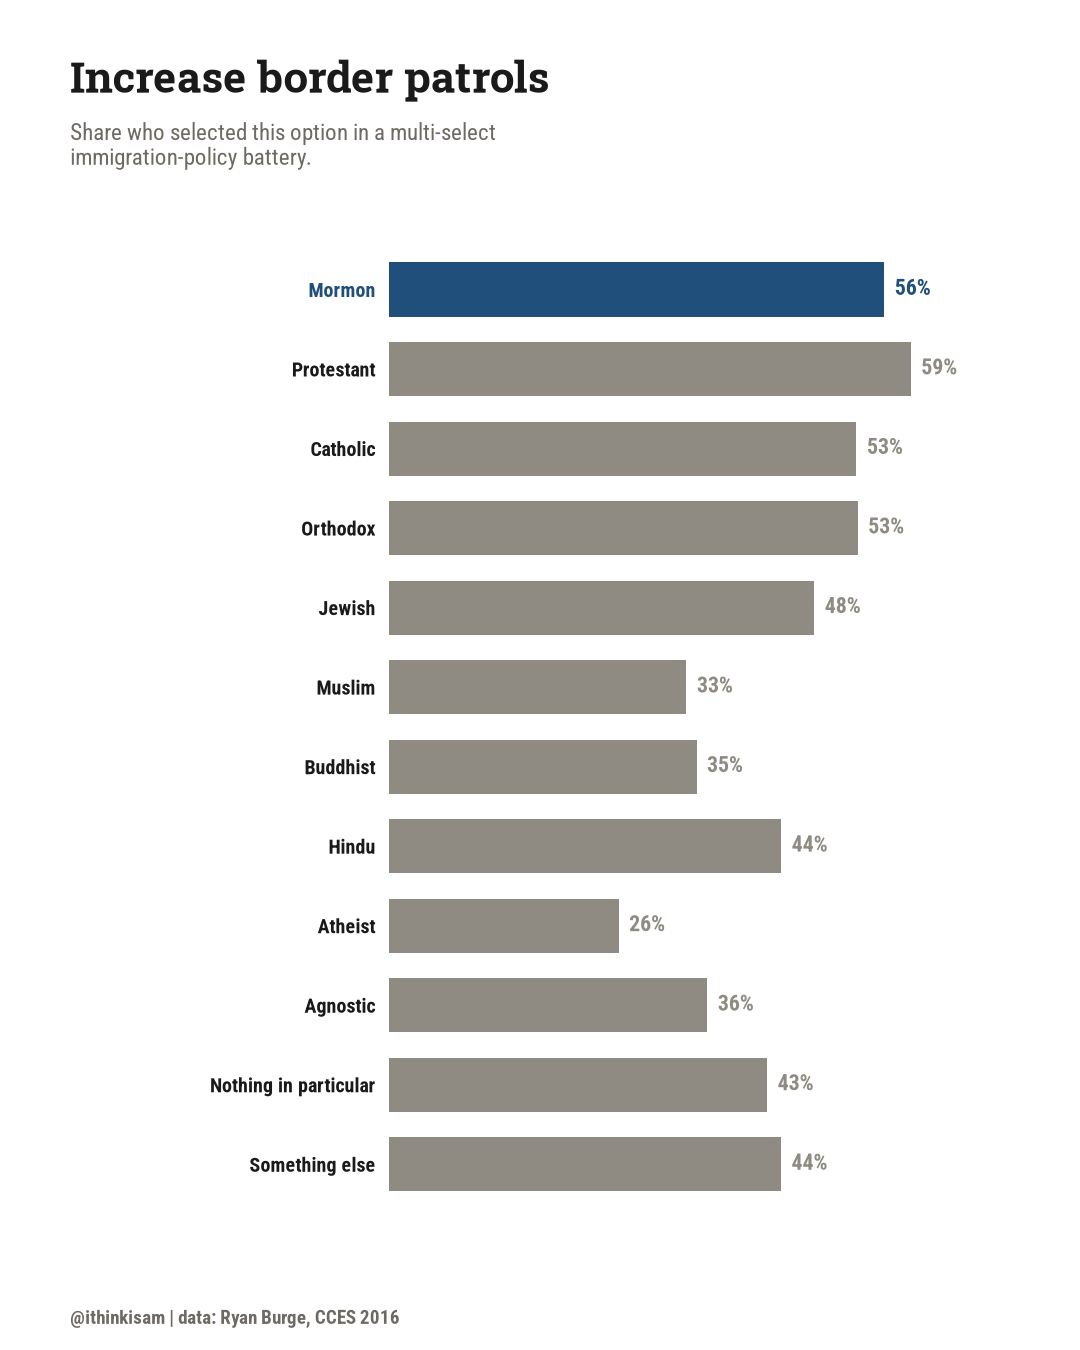 Increase border patrols
Share who selected this option in a multi-select
immigration-policy battery.
Mormon 56%
Protestant 59%
Catholic 53%
Orthodox 53%
Jewish 48%
Muslim 33%
Buddhist 35%
Hindu 44%
Atheist 26%
Agnostic 36%
Nothing in particular 43%
Something else 44%
@ithinkisam | data: Ryan Burge, CCES 2016